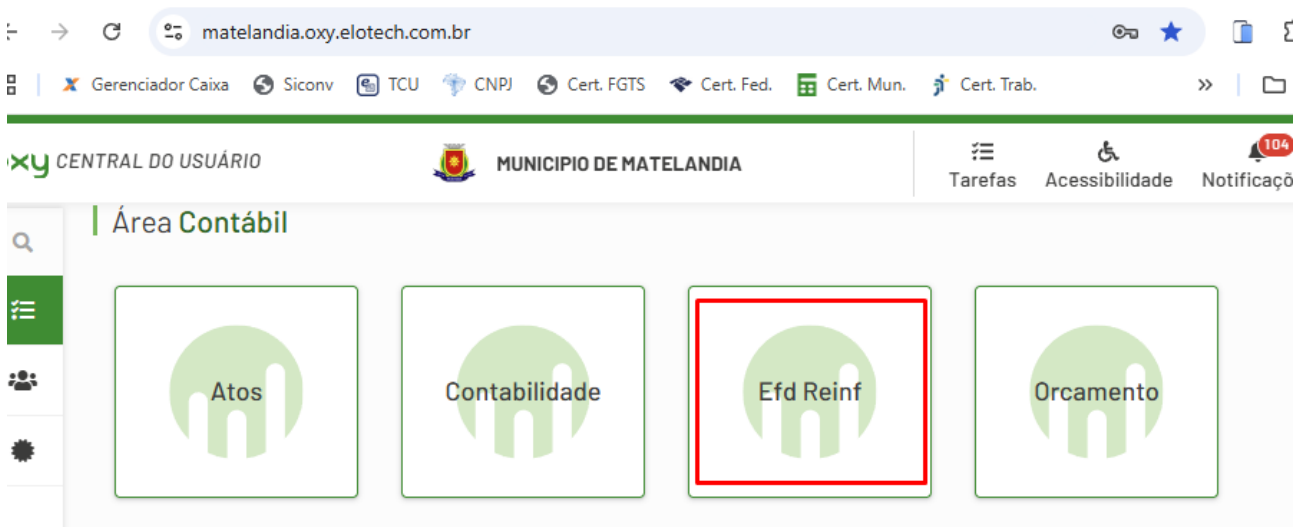 matelandia.oxy.elotech.com.br
Gerenciador Caixa Siconv TCU CNPJ Cert. FGTS Cert. Fed. Cert. Mun. Cert. Trab. »
oxy CENTRAL DO USUÁRIO MUNICIPIO DE MATELANDIA Tarefas Acessibilidade 104 Notificaçõ
Área Contábil
Atos Contabilidade Efd Reinf Orcamento